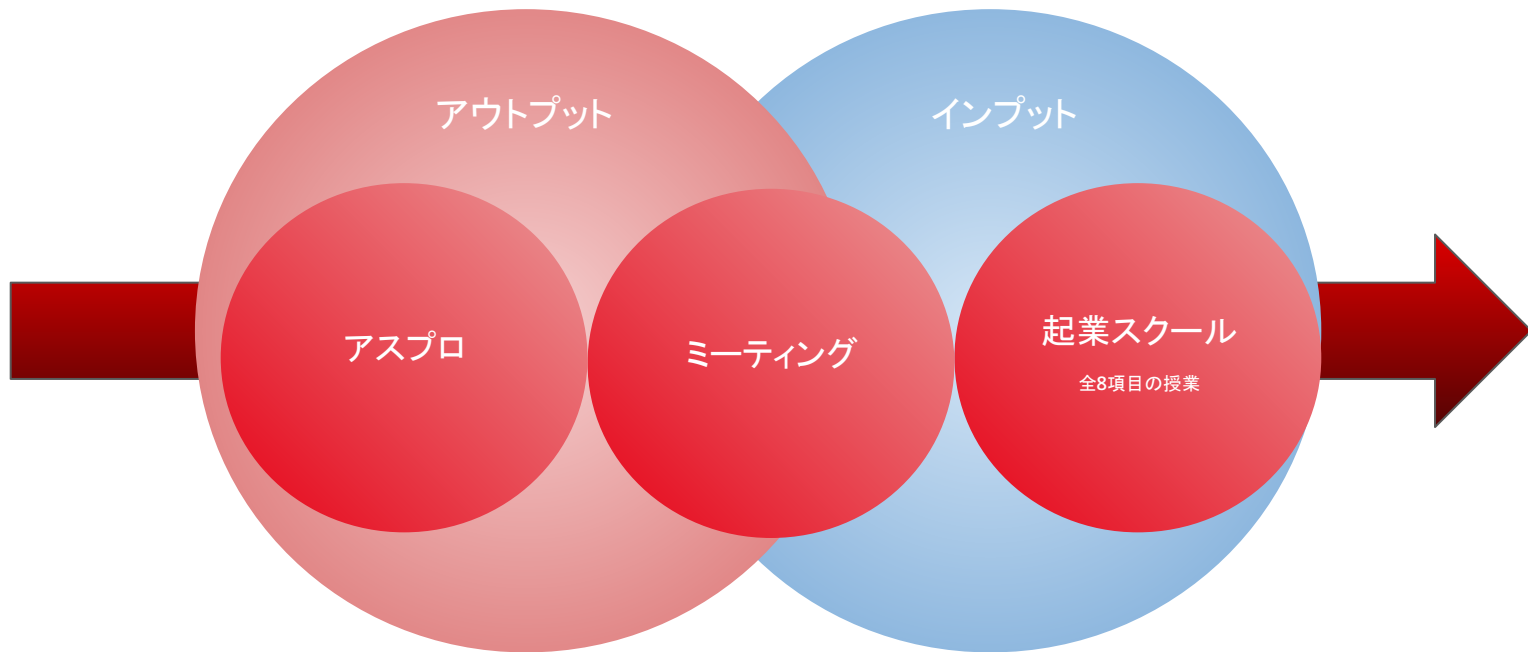 アウトプット
インプット
アスプロ
ミーティング
起業スクール
全8項目の授業